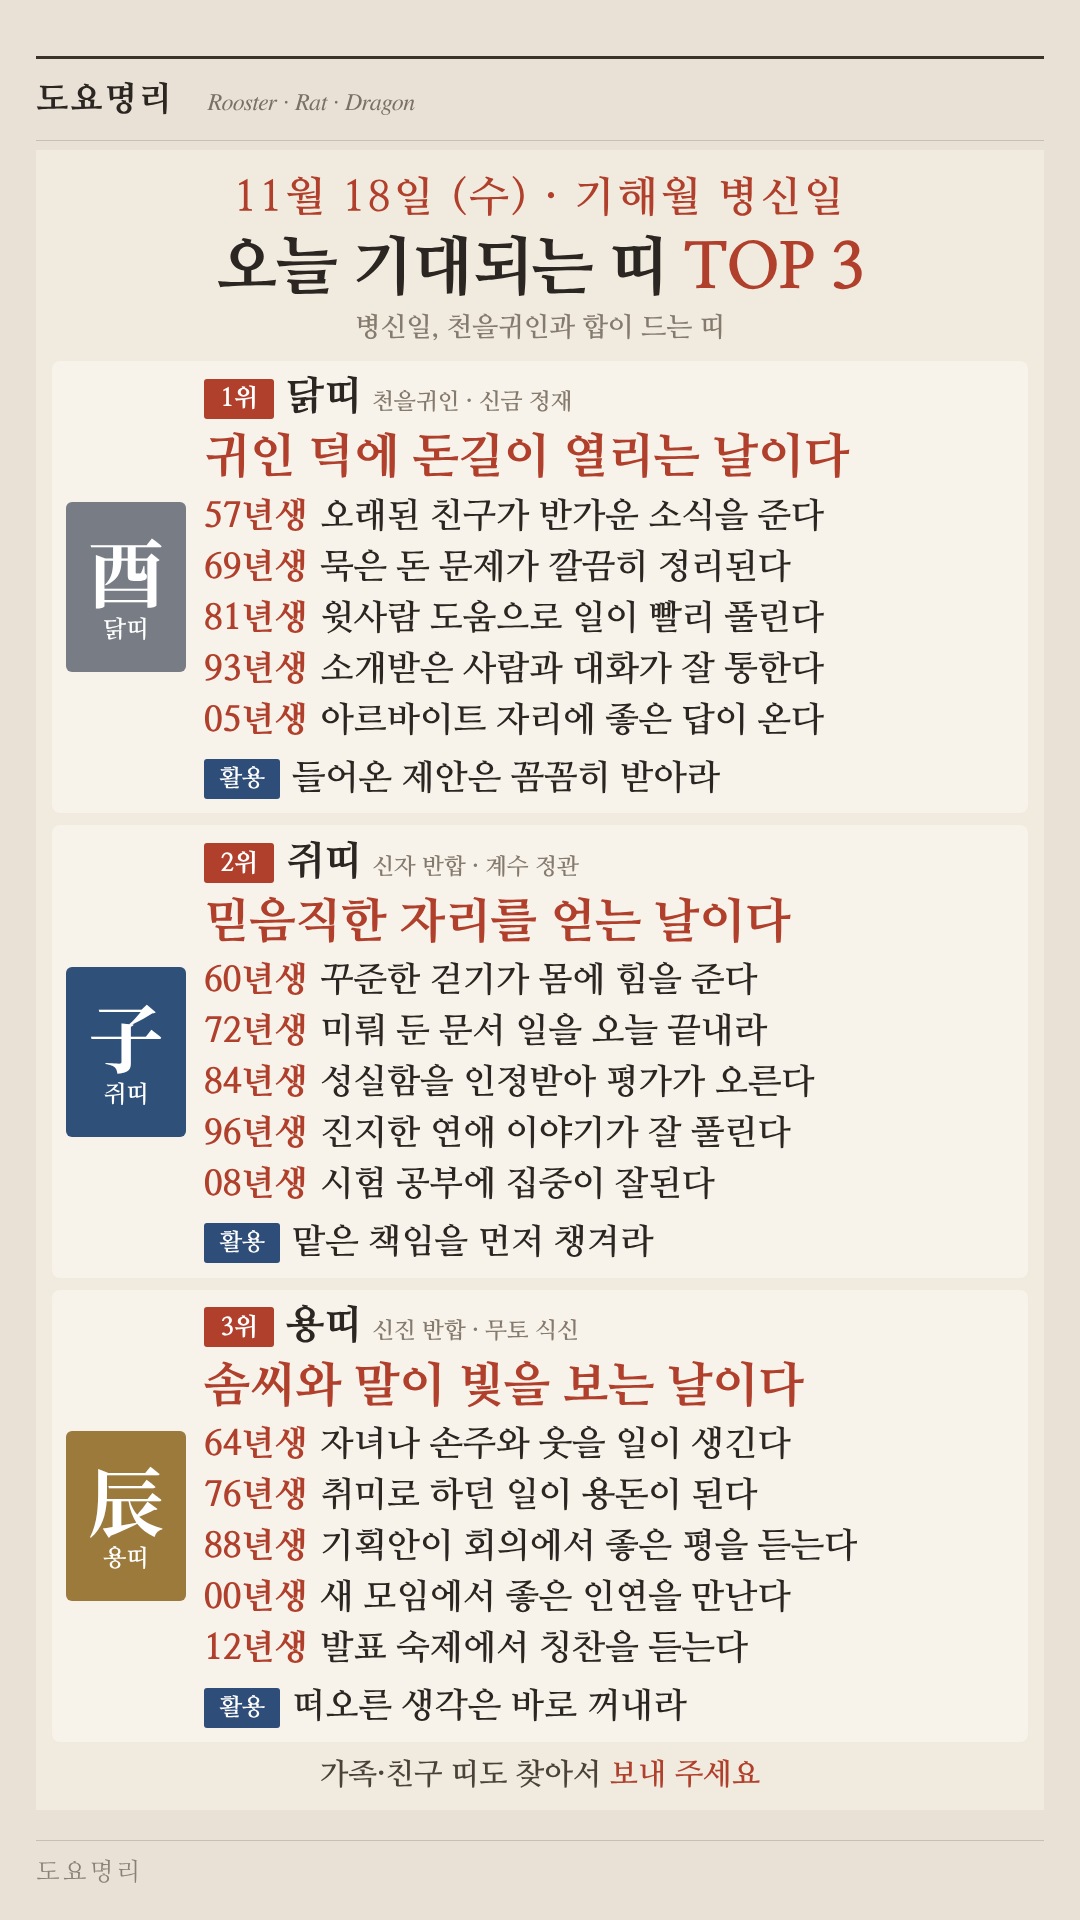 도요명리 Rooster · Rat · Dragon
11월 18일 (수) · 기해월 병신일
오늘 기대되는 띠 TOP 3
병신일, 천을귀인과 합이 드는 띠
1위 닭띠 천을귀인 · 신금 정재
귀인 덕에 돈길이 열리는 날이다
酉
닭띠
57년생 오래된 친구가 반가운 소식을 준다
69년생 묵은 돈 문제가 깔끔히 정리된다
81년생 윗사람 도움으로 일이 빨리 풀린다
93년생 소개받은 사람과 대화가 잘 통한다
05년생 아르바이트 자리에 좋은 답이 온다
활용 들어온 제안은 꼼꼼히 받아라
2위 쥐띠 신자 반합 · 계수 정관
믿음직한 자리를 얻는 날이다
子
쥐띠
60년생 꾸준한 걷기가 몸에 힘을 준다
72년생 미뤄 둔 문서 일을 오늘 끝내라
84년생 성실함을 인정받아 평가가 오른다
96년생 진지한 연애 이야기가 잘 풀린다
08년생 시험 공부에 집중이 잘된다
활용 맡은 책임을 먼저 챙겨라
3위 용띠 신진 반합 · 무토 식신
솜씨와 말이 빛을 보는 날이다
辰
용띠
64년생 자녀나 손주와 웃을 일이 생긴다
76년생 취미로 하던 일이 용돈이 된다
88년생 기획안이 회의에서 좋은 평을 듣는다
00년생 새 모임에서 좋은 인연을 만난다
12년생 발표 숙제에서 칭찬을 듣는다
활용 떠오른 생각은 바로 꺼내라
가족·친구 띠도 찾아서 보내 주세요
도요명리